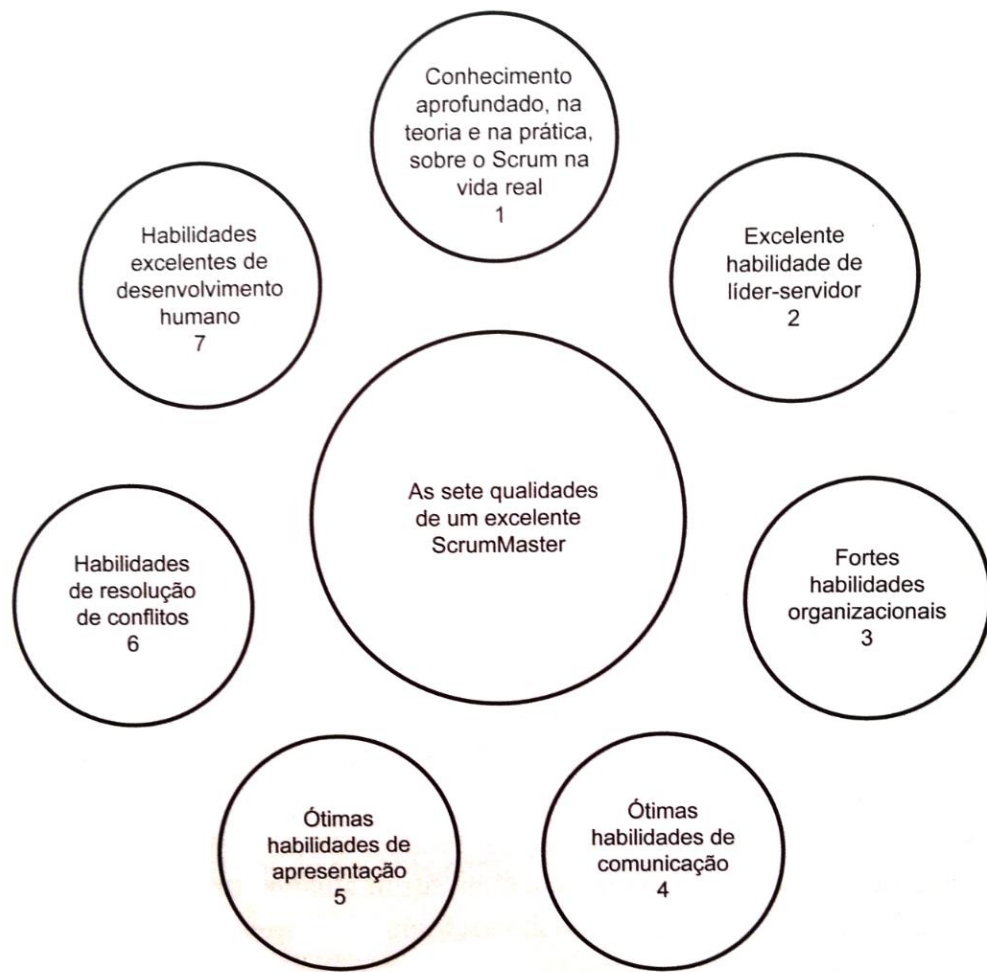 Conhecimento
aprofundado, na
teoria e na prática,
sobre o Scrum na
vida real
1
Excelente
habilidade de
líder-servidor
2
Fortes
habilidades
organizacionais
3
Ótimas
habilidades de
comunicação
4
Ótimas
habilidades de
apresentação
5
Habilidades
de resolução
de conflitos
6
Habilidades
excelentes de
desenvolvimento
humano
7
As sete qualidades
de um excelente
ScrumMaster